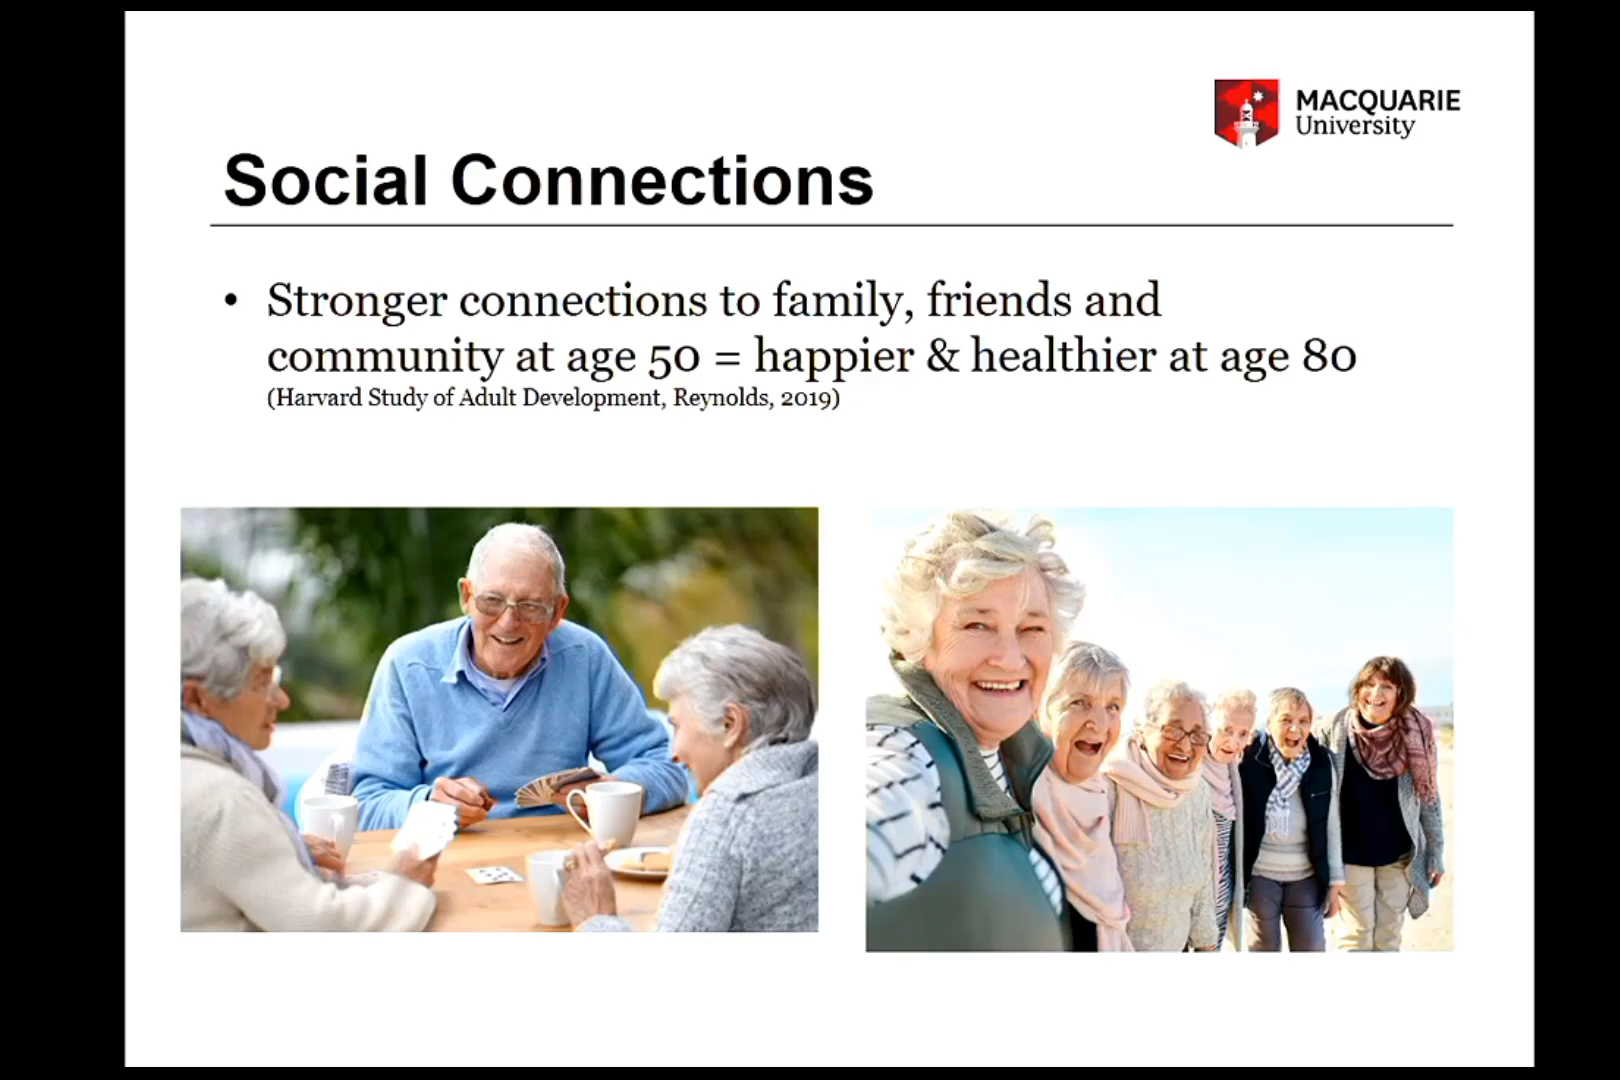 MACQUARIE
University
Social Connections
• Stronger connections to family, friends and
community at age 50 = happier & healthier at age 80
(Harvard Study of Adult Development, Reynolds, 2019)